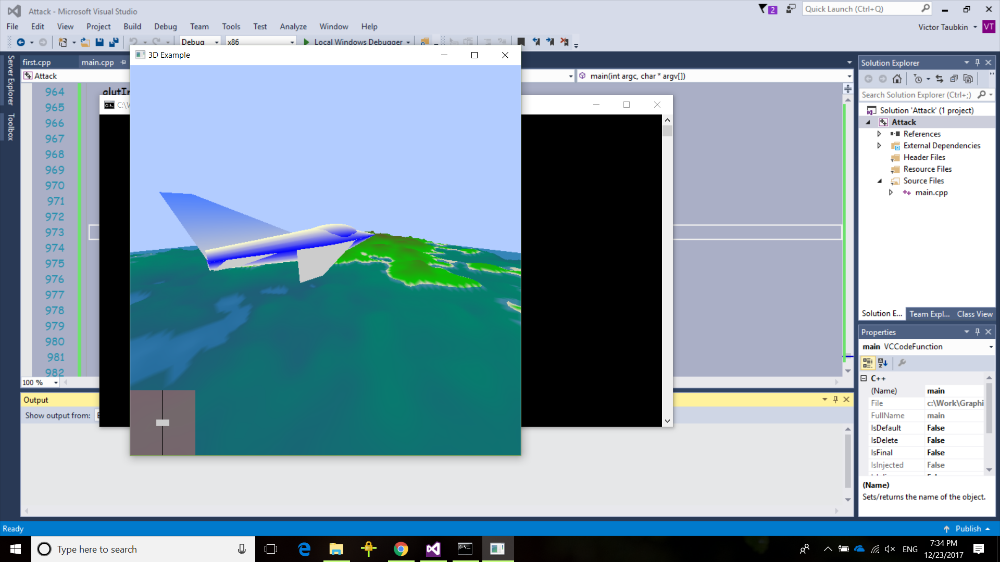 Attack - Microsoft Visual Studio
2
Quick Launch (Ctrl+Q)
File Edit View Project Build Debug Team Tools Test Analyze Window Help
Victor Taubkin
VT
Debug
x86
Local Windows Debugger
Server Explorer
Toolbox
first.cpp
main.cpp
3D Example
Attack
main(int argc, char * argv[])
964
965
966
967
968
969
970
971
972
973
974
975
976
977
978
979
980
981
982
100 %
Output
Show output from:
Solution Explorer
Search Solution Explorer (Ctrl+;)
Solution 'Attack' (1 project)
Attack
References
External Dependencies
Header Files
Resource Files
Source Files
main.cpp
Solution E... Team Expl... Class View
Properties
main VCCodeFunction
C++
(Name) main
File c:\Work\Graphi
FullName main
IsDefault False
IsDelete False
IsFinal False
IsInjected False
(Name)
Sets/returns the name of the object.
Ready
Publish
Type here to search
ENG
7:34 PM
12/23/2017